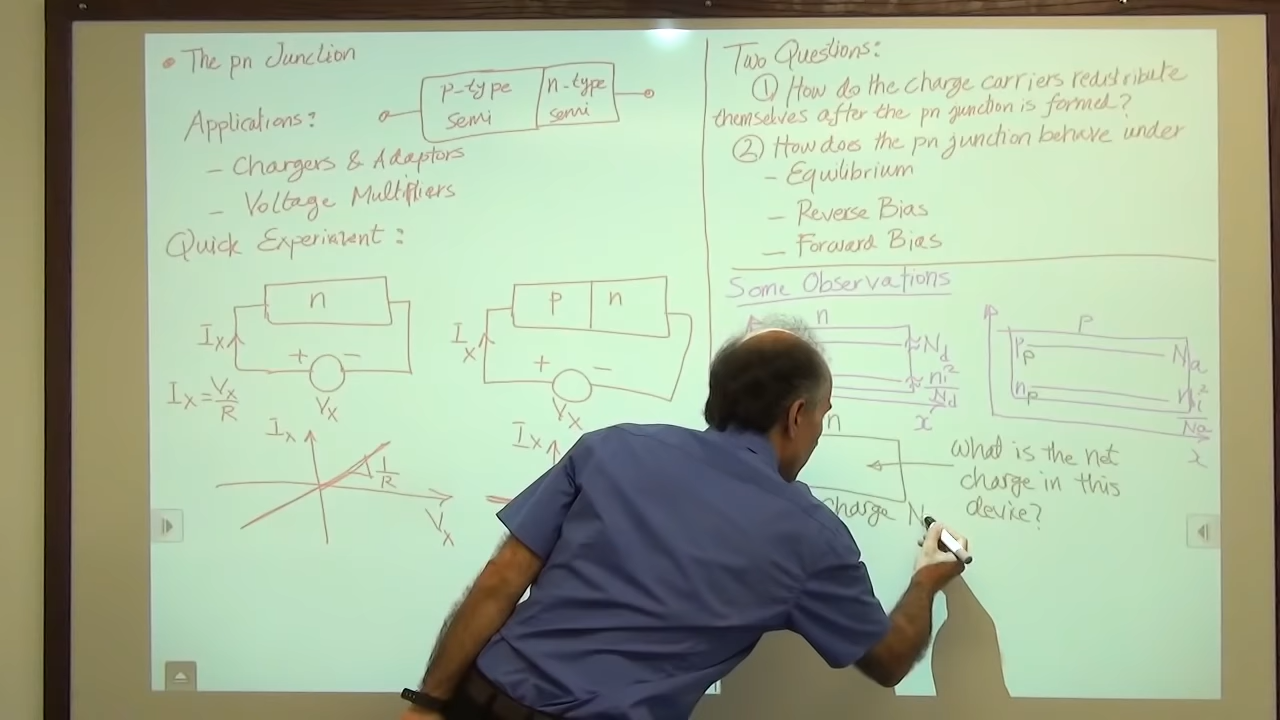 • The pn Junction
p-type semi
n-type semi
Applications:
– Chargers & Adaptors
– Voltage Multipliers
Quick Experiment:
n
Ix
+ –
Vx
Ix = Vx/R
Ix
1/R
Vx
p n
Ix
+ –
Vx
Ix
Two Questions:
① How do the charge carriers redistribute
themselves after the pn junction is formed?
② How does the pn junction behave under
– Equilibrium
– Reverse Bias
– Forward Bias
Some Observations
n
≈Nd
≈ni²/Nd
x
p
Pp Na
np ni²/Na
x
n
What is the net
charge in this
device?
charge N